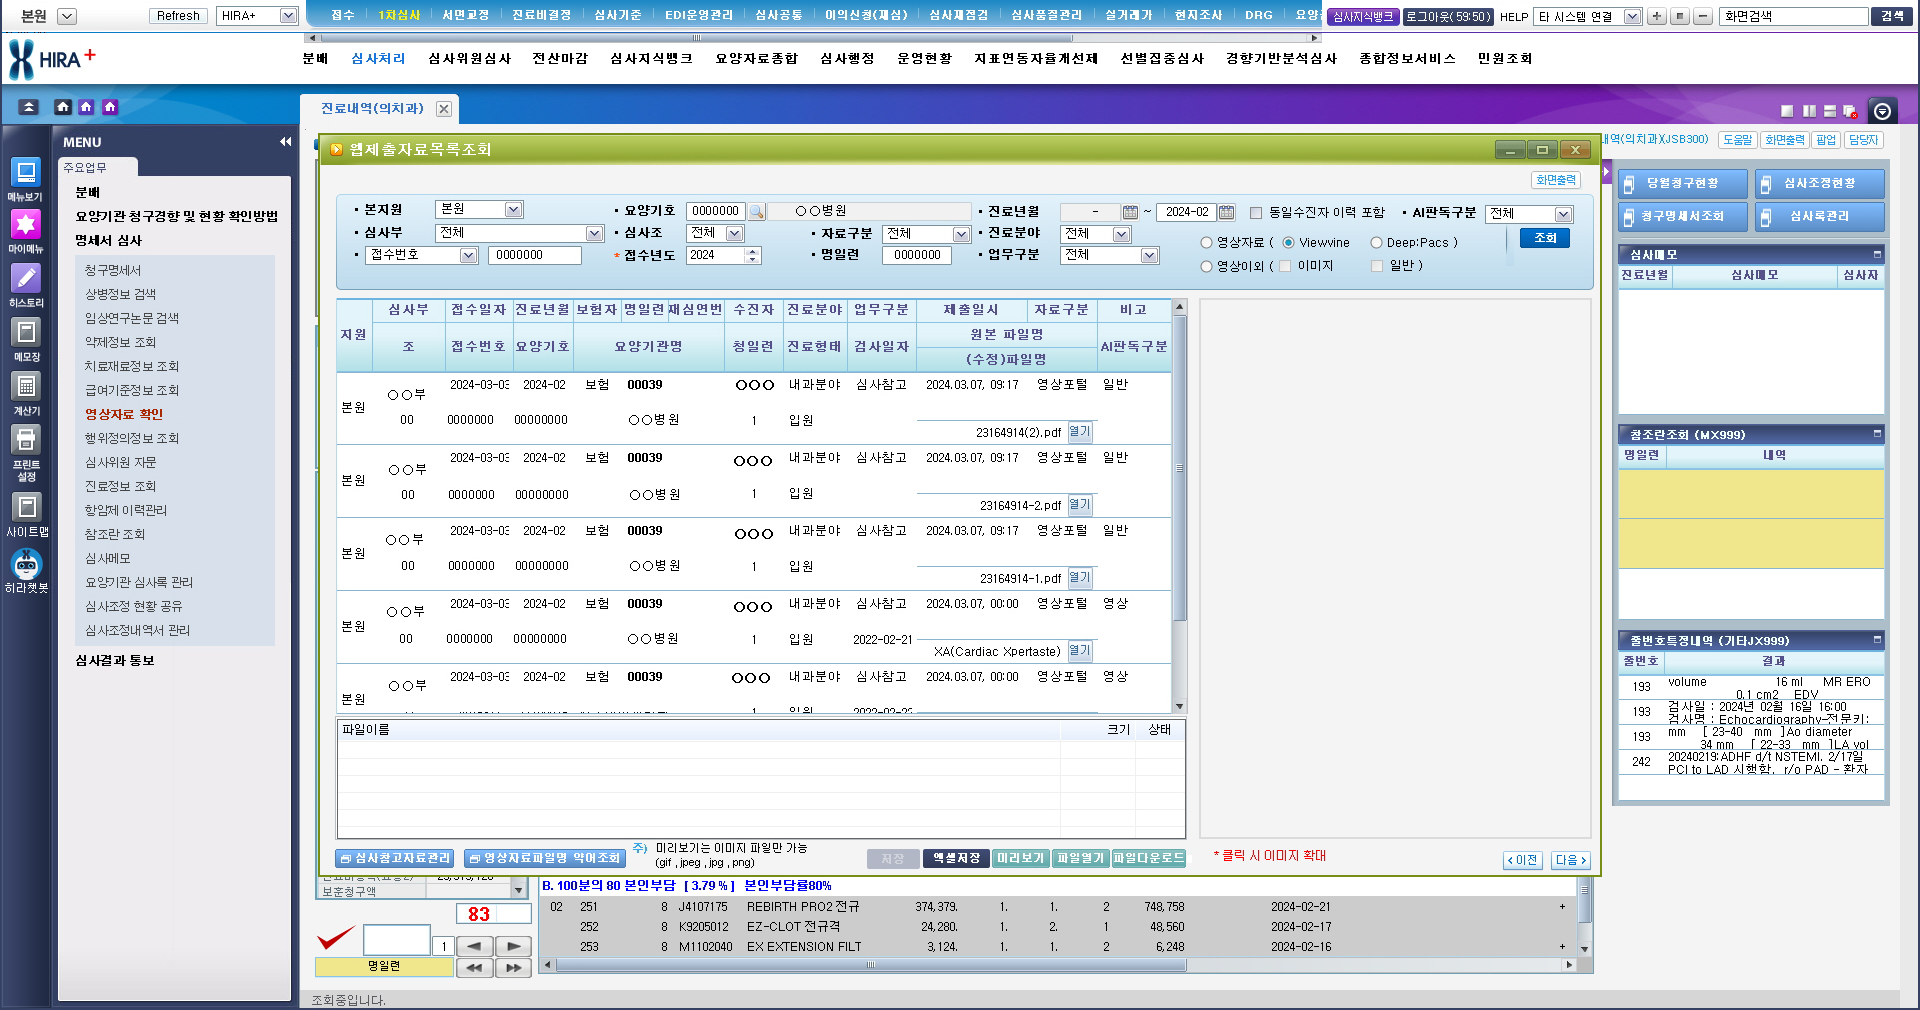 본원 Refresh HIRA+ 접수 1차심사 서면교정 진료비결정 심사기준 EDI운영관리 심사공통 이의신청(재심) 심사재점검 심사품질관리 실거래가 현지조사 DRG 요양 심사지식뱅크 로그아웃(59:50) HELP 타 시스템 연결 화면검색 검색
HIRA+ 분배 심사처리 심사위원심사 전산마감 심사지식뱅크 요양자료종합 심사행정 운영현황 지표연동자율개선제 선별집중심사 경향기반분석심사 종합정보서비스 민원조회
진료내역(의치과)
내역(의치과)(JSB300) 도움말 화면출력 팝업 담당자
메뉴보기
마이메뉴
히스토리
메모장
계산기
프린트
설정
사이트맵
히라챗봇
MENU
주요업무
분배
요양기관 청구경향 및 현황 확인방법
명세서 심사
청구명세서
상병정보 검색
임상연구논문 검색
약제정보 조회
치료재료정보 조회
급여기준정보 조회
영상자료 확인
행위정의정보 조회
심사위원 자문
진료정보 조회
항암제 이력관리
참조란 조회
심사메모
요양기관 심사록 관리
심사조정 현황 공유
심사조정내역서 관리
심사결과 통보
웹제출자료목록조회
화면출력
본지원 본원 요양기호 0000000 ○○병원 진료년월 - ~ 2024-02 동일수진자 이력 포함 AI판독구분 전체
심사부 전체 심사조 전체 자료구분 전체 진료분야 전체 영상자료 ( Viewvine Deep:Pacs ) 조회
접수번호 0000000 * 접수년도 2024 명일련 0000000 업무구분 전체 영상이외 ( 이미지 일반 )
지원 심사부 접수일자 진료년월 보험자 명일련 재심연번 수진자 진료분야 업무구분 제출일시 자료구분 비고
조 접수번호 요양기호 요양기관명 청일련 진료형태 검사일자 원본 파일명 AI판독구분
(수정)파일명
본원 ○○부 2024-03-03 2024-02 보험 00039 ○○○ 내과분야 심사참고 2024.03.07, 09:17 영상포털 일반
00 0000000 00000000 ○○병원 1 입원
23164914(2).pdf 열기
본원 ○○부 2024-03-03 2024-02 보험 00039 ○○○ 내과분야 심사참고 2024.03.07, 09:17 영상포털 일반
00 0000000 00000000 ○○병원 1 입원
23164914-2.pdf 열기
본원 ○○부 2024-03-03 2024-02 보험 00039 ○○○ 내과분야 심사참고 2024.03.07, 09:17 영상포털 일반
00 0000000 00000000 ○○병원 1 입원
23164914-1.pdf 열기
본원 ○○부 2024-03-03 2024-02 보험 00039 ○○○ 내과분야 심사참고 2024.03.07, 00:00 영상포털 영상
00 0000000 00000000 ○○병원 1 입원 2022-02-21
XA(Cardiac Xpertaste) 열기
본원 ○○부 2024-03-03 2024-02 보험 00039 ○○○ 내과분야 심사참고 2024.03.07, 00:00 영상포털 영상
파일이름 크기 상태
심사참고자료관리 영상자료파일명 약어조회 주) 미리보기는 이미지 파일만 가능
(gif , jpeg , jpg , png)
저장 엑셀저장 미리보기 파일열기 파일다운로드
* 클릭 시 이미지 확대 이전 다음
당월청구현황 심사조정현황
청구명세서조회 심사록관리
심사메모
진료년월 심사메모 심사자
참조란조회 (MX999)
명일련 내역
줄번호특정내역 (기타JX999)
줄번호 결과
193 volume 16 ml MR ERO
0.1 cm2 EDV
193 검사일 : 2024년 02월 16일 16:00
검사명 : Echocardiography-전문키:
193 mm [ 23-40 mm ]Ao diameter
34 mm [ 22-33 mm ]LA vol
242 20240219:ADHF d/t NSTEMI. 2/17일
PCI to LAD 시행함. r/o PAD - 환자
보훈청구액
83
1
명일련
B. 100분의 80 본인부담 [ 3.79 % ] 본인부담률80%
02 251 8 J4107175 REBIRTH PRO2 전규 374,379. 1. 1. 2 748,758 2024-02-21 +
252 8 K9205012 EZ-CLOT 전규격 24,280. 1. 2. 1 48,560 2024-02-17
253 8 M1102040 EX EXTENSION FILT 3,124. 1. 1. 2 6,248 2024-02-16 +
조회중입니다.